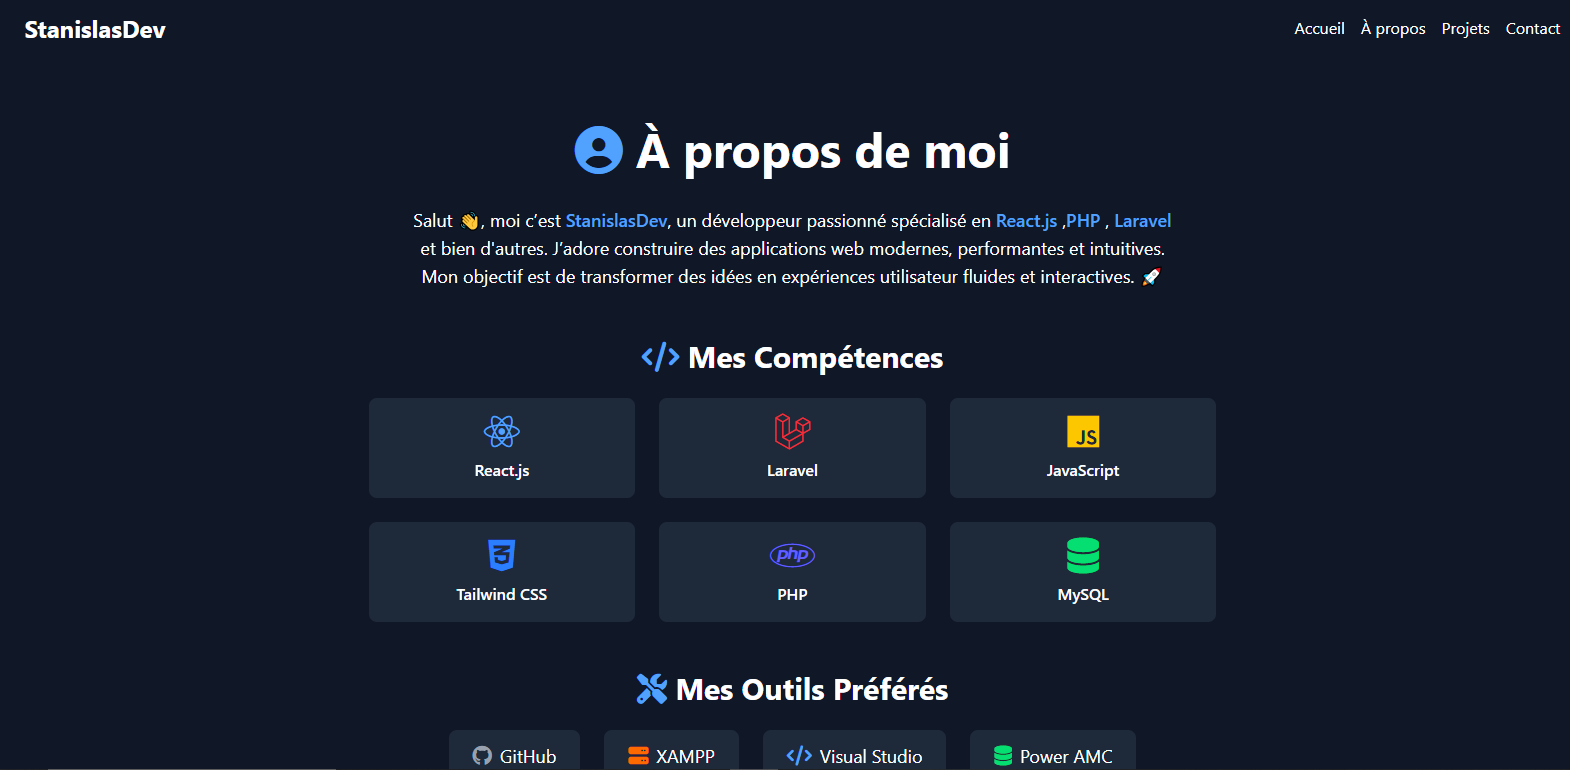 StanislasDev
Accueil À propos Projets Contact
À propos de moi
Salut 👋, moi c’est StanislasDev, un développeur passionné spécialisé en React.js ,PHP , Laravel
et bien d'autres. J’adore construire des applications web modernes, performantes et intuitives.
Mon objectif est de transformer des idées en expériences utilisateur fluides et interactives. 🚀
</> Mes Compétences
React.js
Laravel
JS
JavaScript
Tailwind CSS
php
PHP
MySQL
Mes Outils Préférés
GitHub
XAMPP
</> Visual Studio
Power AMC